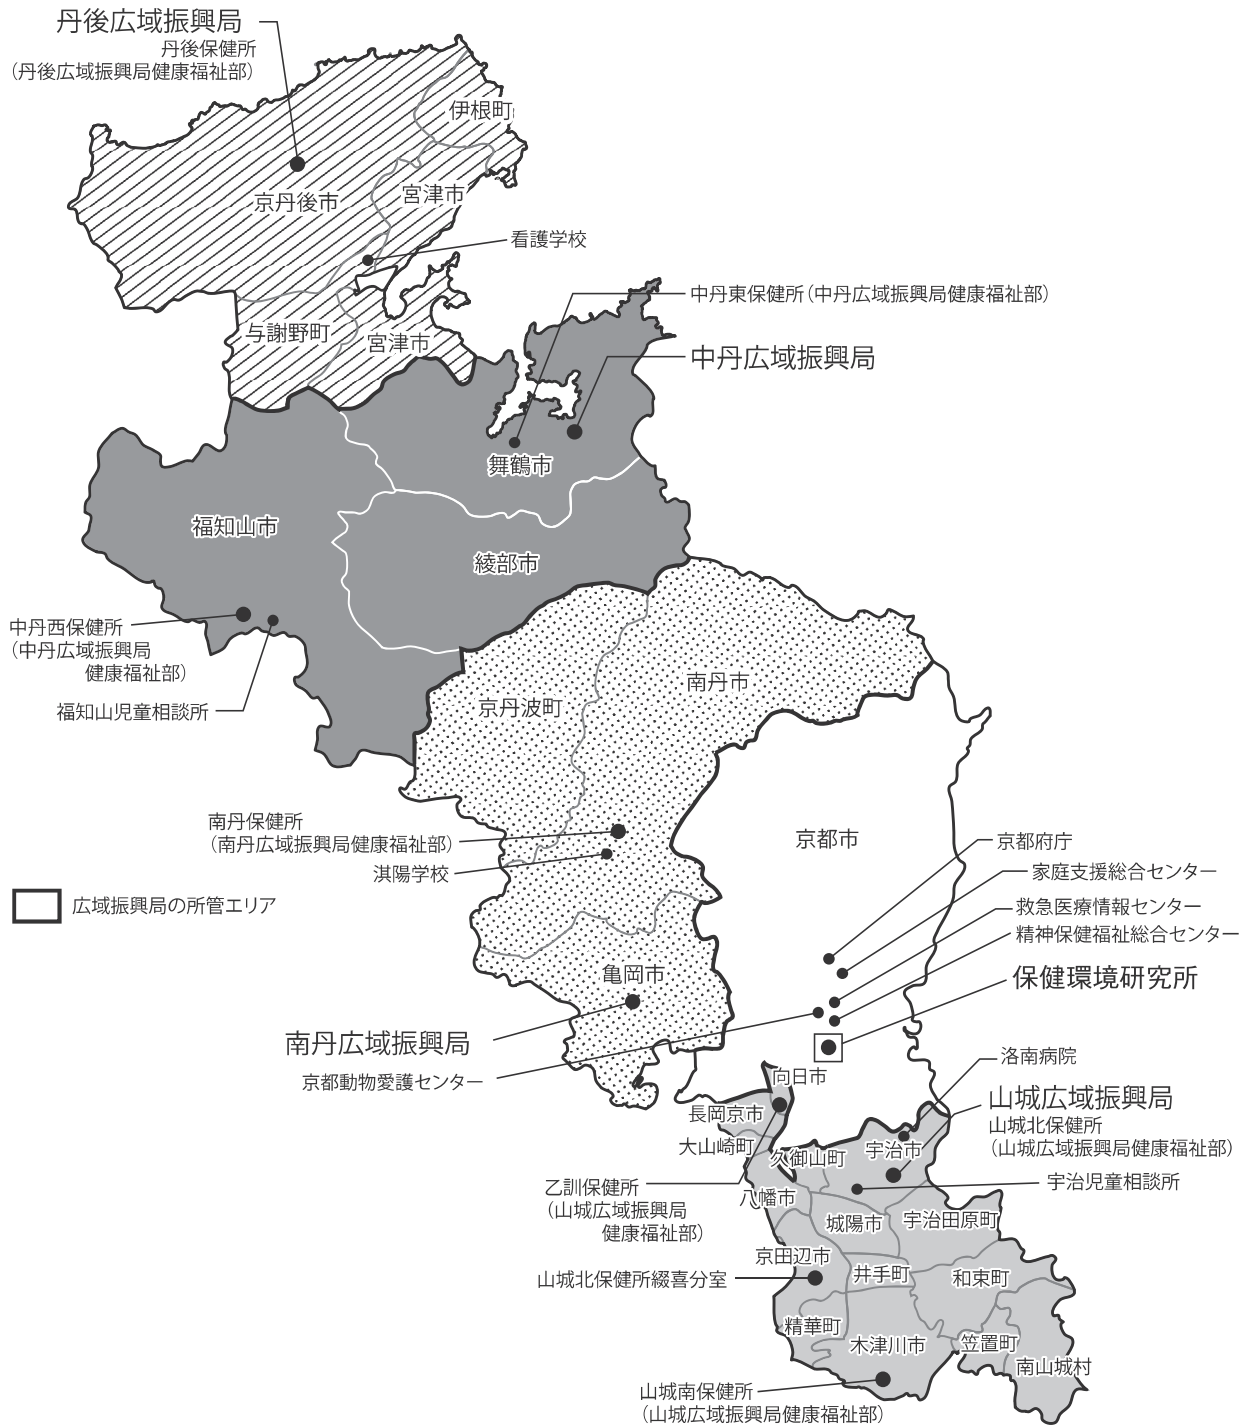 丹後広域振興局
丹後保健所
（丹後広域振興局健康福祉部）
伊根町
京丹後市
宮津市
看護学校
中丹東保健所（中丹広域振興局健康福祉部）
与謝野町
宮津市
中丹広域振興局
舞鶴市
福知山市
綾部市
中丹西保健所
（中丹広域振興局
健康福祉部）
福知山児童相談所
京丹波町
南丹市
南丹保健所
（南丹広域振興局健康福祉部）
淇陽学校
京都市
京都府庁
家庭支援総合センター
救急医療情報センター
精神保健福祉総合センター
保健環境研究所
広域振興局の所管エリア
亀岡市
南丹広域振興局
京都動物愛護センター
洛南病院
向日市
山城広域振興局
山城北保健所
（山城広域振興局健康福祉部）
長岡京市
大山崎町
久御山町
宇治市
宇治児童相談所
乙訓保健所
（山城広域振興局
健康福祉部）
八幡市
城陽市
宇治田原町
京田辺市
山城北保健所綴喜分室
井手町
和束町
精華町
木津川市
笠置町
南山城村
山城南保健所
（山城広域振興局健康福祉部）